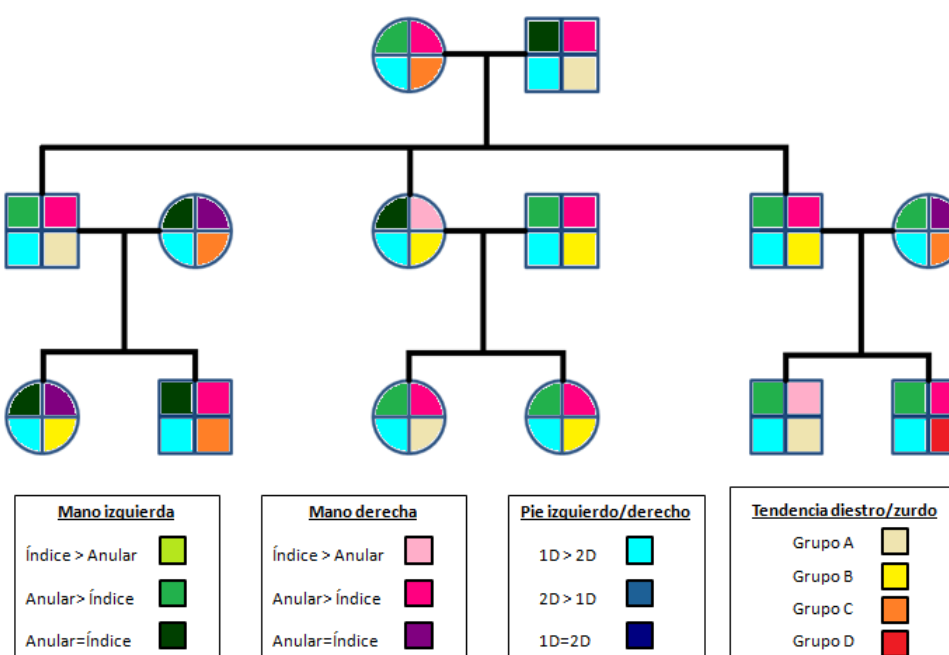 Mano izquierda
Índice > Anular
Anular> Índice
Anular=Índice
Mano derecha
Índice > Anular
Anular> Índice
Anular=Índice
Pie izquierdo/derecho
1D > 2D
2D > 1D
1D=2D
Tendencia diestro/zurdo
Grupo A
Grupo B
Grupo C
Grupo D